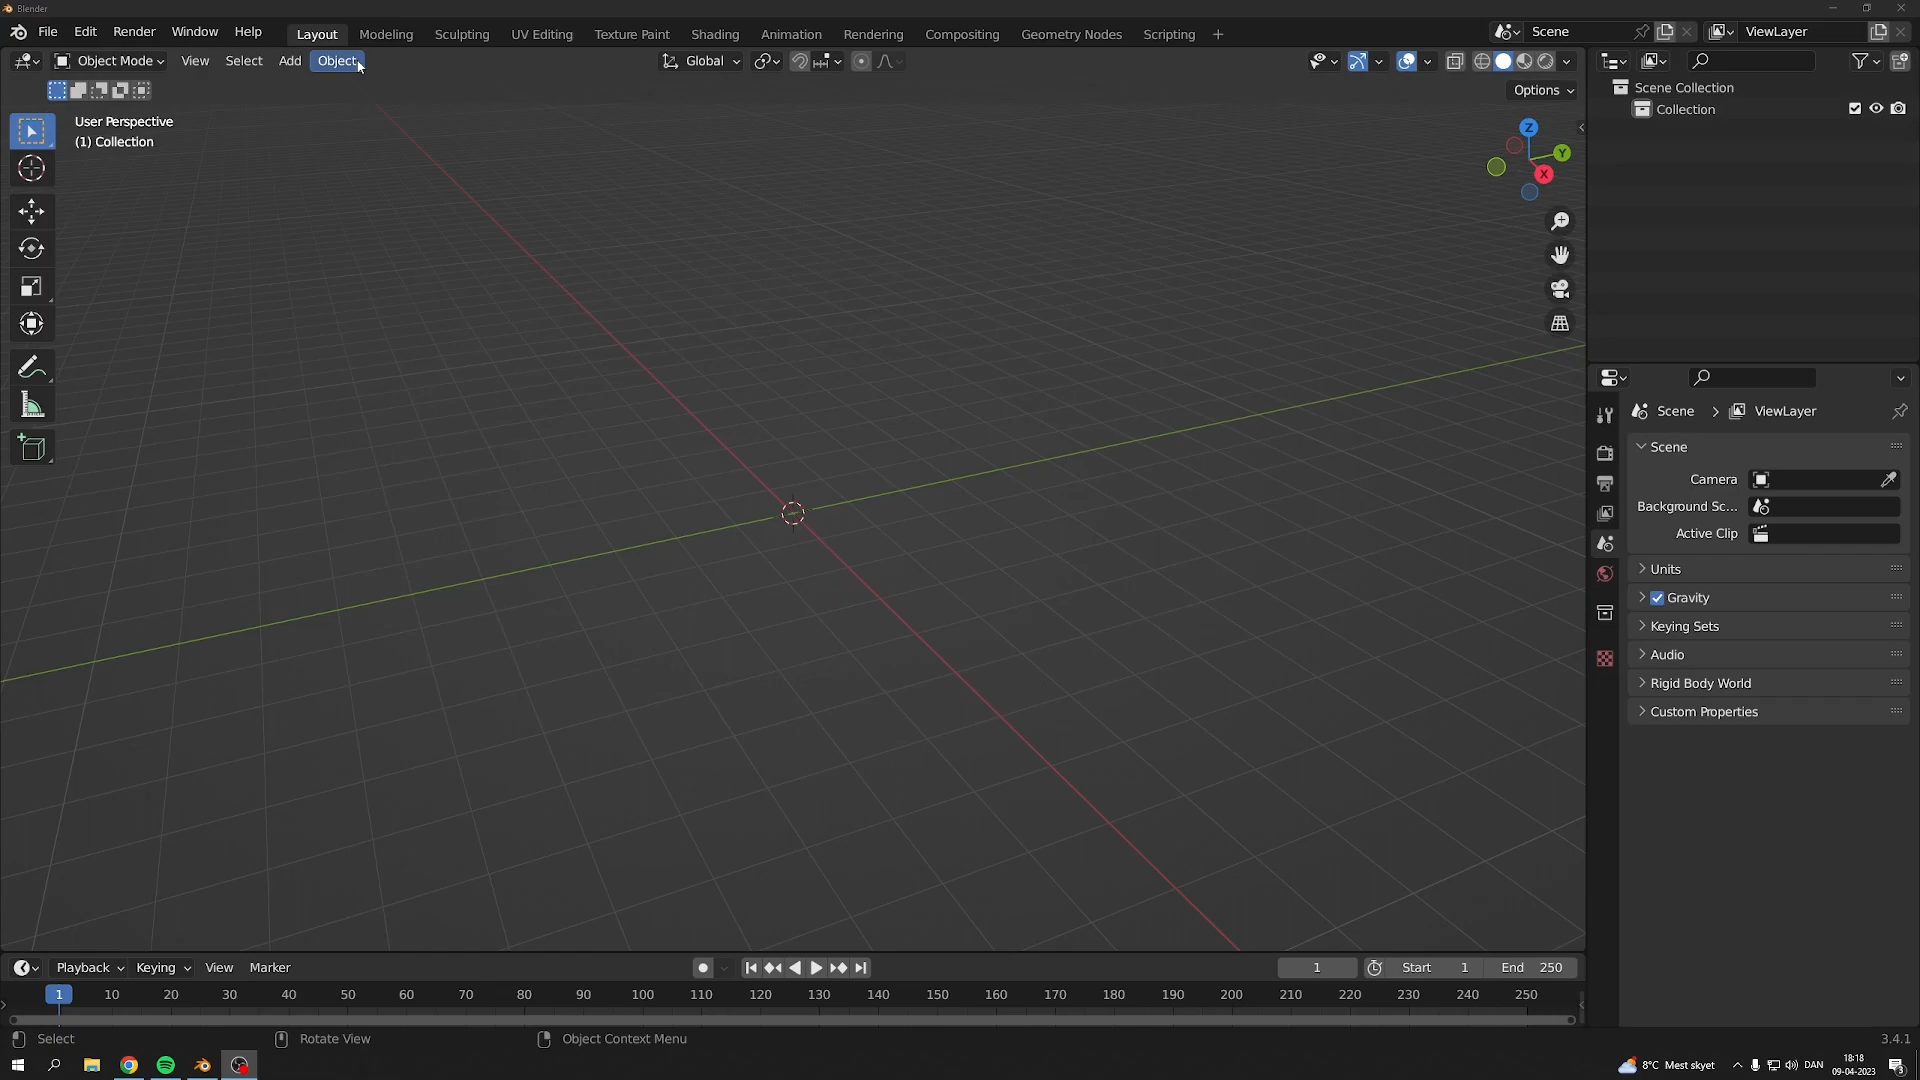 Blender
File Edit Render Window Help Layout Modeling Sculpting UV Editing Texture Paint Shading Animation Rendering Compositing Geometry Nodes Scripting + Scene ViewLayer
Object Mode View Select Add Object Global
Options
User Perspective
(1) Collection
Z
Y
X
Scene Collection
Collection
Scene > ViewLayer
Scene
Camera
Background Sc...
Active Clip
Units
Gravity
Keying Sets
Audio
Rigid Body World
Custom Properties
Playback Keying View Marker 1 Start 1 End 250
1 10 20 30 40 50 60 70 80 90 100 110 120 130 140 150 160 170 180 190 200 210 220 230 240 250
Select Rotate View Object Context Menu 3.4.1
8°C Mest skyet DAN 18:18
09-04-2023
3